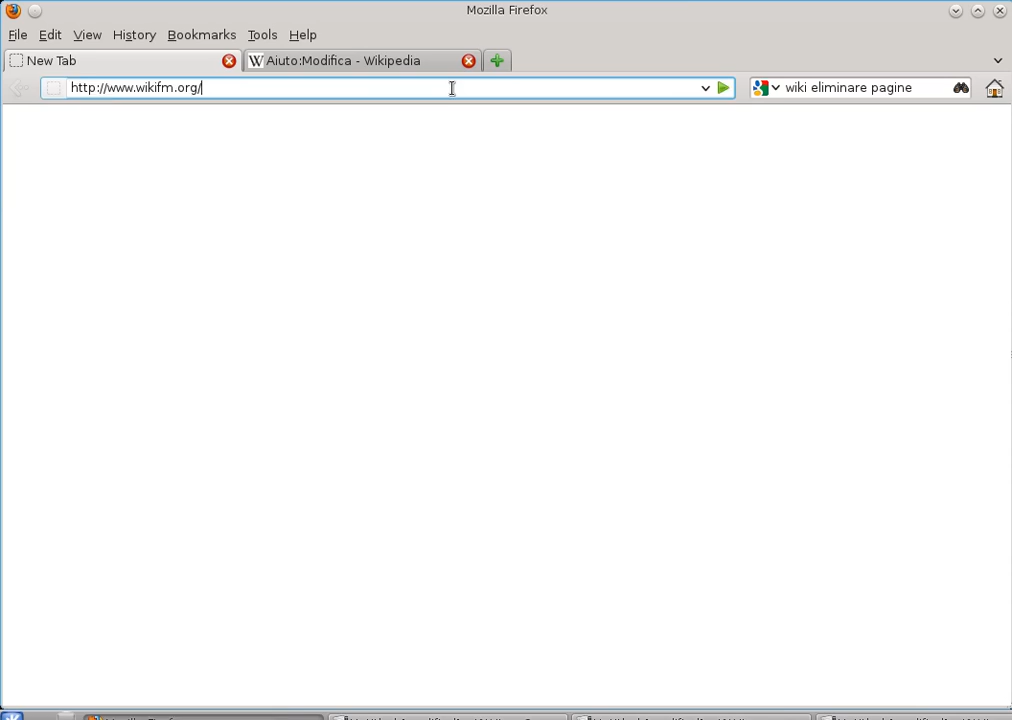 Mozilla Firefox
File Edit View History Bookmarks Tools Help
New Tab
Aiuto:Modifica - Wikipedia
http://www.wikifm.org/
wiki eliminare pagine